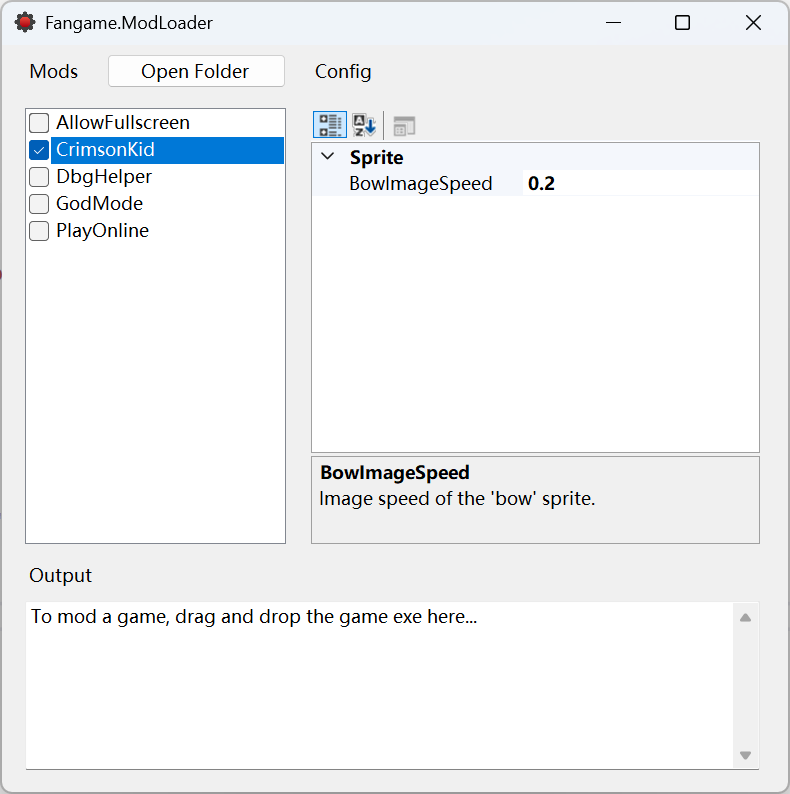 Fangame.ModLoader
Mods
Open Folder
Config
AllowFullscreen
CrimsonKid
DbgHelper
GodMode
PlayOnline
A
Z
Sprite
BowImageSpeed 0.2
BowImageSpeed
Image speed of the 'bow' sprite.
Output
To mod a game, drag and drop the game exe here...